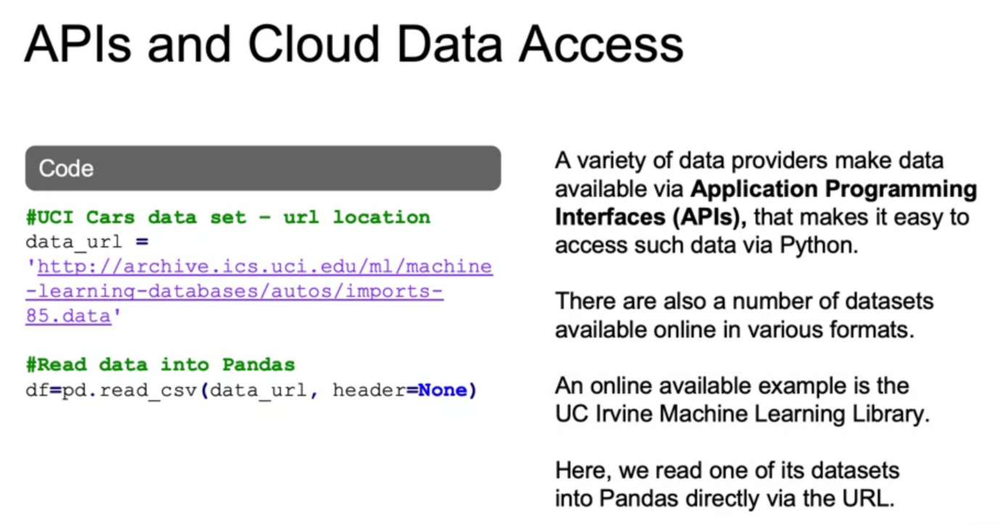 APIs and Cloud Data Access
Code
#UCI Cars data set – url location
data_url =
'http://archive.ics.uci.edu/ml/machine
-learning-databases/autos/imports-
85.data'
#Read data into Pandas
df=pd.read_csv(data_url, header=None)
A variety of data providers make data
available via Application Programming
Interfaces (APIs), that makes it easy to
access such data via Python.
There are also a number of datasets
available online in various formats.
An online available example is the
UC Irvine Machine Learning Library.
Here, we read one of its datasets
into Pandas directly via the URL.